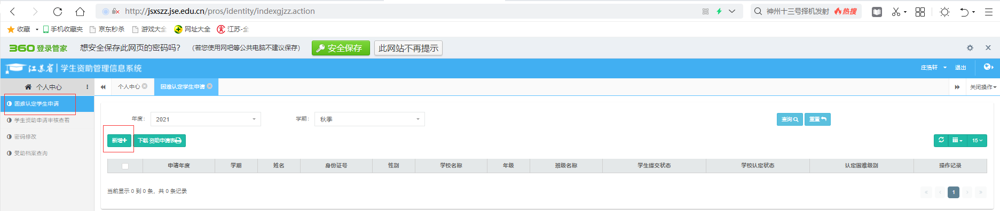 http://jsxszz.jse.edu.cn/pros/identity/indexgjzz.action
神州十三号择机发射 热搜
收藏 手机收藏夹 京东秒杀 游戏大全 网址大全 江苏-全
360 登录管家 想安全保存此网页的密码吗? (若您使用网吧等公共电脑不建议保存) 安全保存 此网站不再提示
江苏省 | 学生资助管理信息系统 庄浩轩 退出
个人中心 个人中心 困难认定学生申请 关闭操作
困难认定学生申请
学生资助申请审核查看
密码修改
受助档案查询
年度: 2021 学期: 秋季 查询 重置
新增 下载 资助申请表 15
申请年度 学期 姓名 身份证号 性别 学校名称 年级 班级名称 学生提交状态 学校认定状态 认定困难级别 操作记录
当前显示 0 到 0 条，共 0 条记录 « ‹ 1 › »